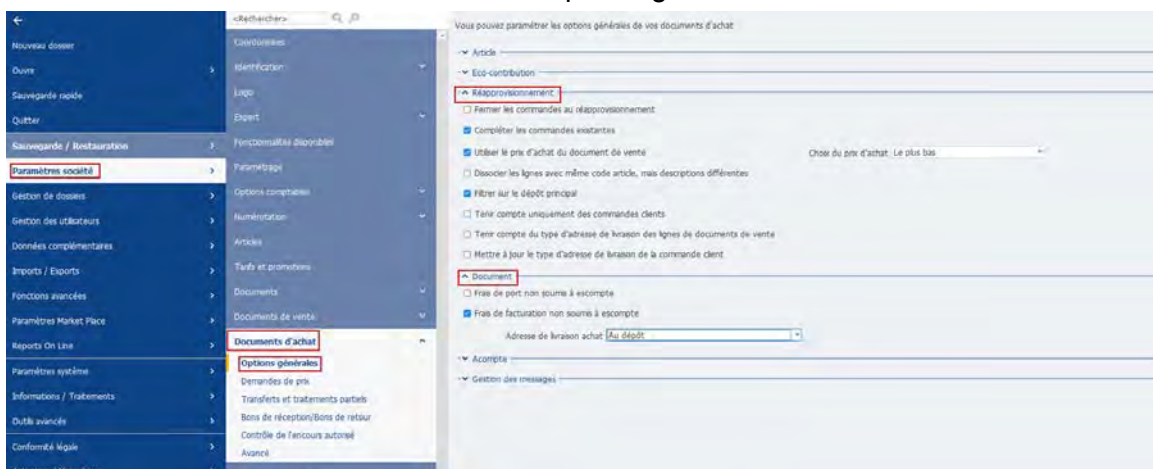 <Rechercher>
Nouveau dossier
Ouvrir
Sauvegarde rapide
Quitter
Sauvegarde / Restauration
Paramètres société
Gestion de dossiers
Gestion des utilisateurs
Données complémentaires
Imports / Exports
Fonctions avancées
Paramètres Market Place
Reports On Line
Paramètres système
Informations / Traitements
Outils avancés
Conformité légale
Coordonnées
Identification
Logo
Expert
Fonctionnalités disponibles
Paramétrage
Options comptables
Numérotation
Articles
Tarifs et promotions
Documents
Documents de vente
Documents d'achat
Options générales
Demandes de prix
Transferts et traitements partiels
Bons de réception/Bons de retour
Contrôle de l'encours autorisé
Avancé
Vous pouvez paramétrer les options générales de vos documents d'achat
Article
Eco-contribution
Réapprovisionnement
Fermer les commandes au réapprovisionnement
Compléter les commandes existantes
Utiliser le prix d'achat du document de vente
Choix du prix d'achat Le plus bas
Dissocier les lignes avec même code article, mais descriptions différentes
Filtrer sur le dépôt principal
Tenir compte uniquement des commandes clients
Tenir compte du type d'adresse de livraison des lignes de documents de vente
Mettre à jour le type d'adresse de livraison de la commande client
Document
Frais de port non soumis à escompte
Frais de facturation non soumis à escompte
Adresse de livraison achat Au dépôt
Acompte
Gestion des messages